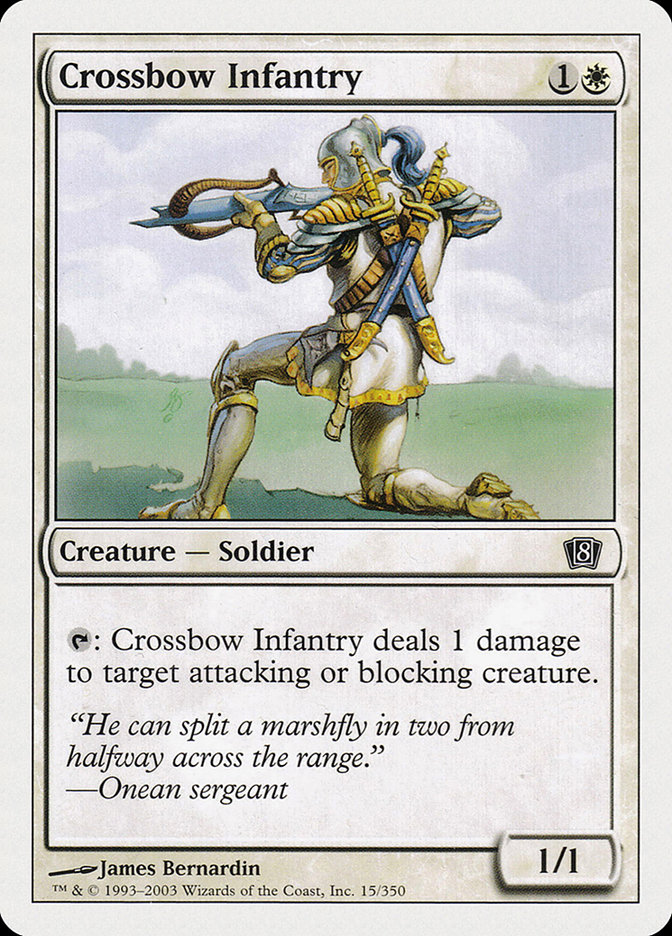 Crossbow Infantry 1
Creature — Soldier 8
: Crossbow Infantry deals 1 damage
to target attacking or blocking creature.
“He can split a marshfly in two from
halfway across the range.”
—Onean sergeant
1/1
James Bernardin
™ & © 1993–2003 Wizards of the Coast, Inc. 15/350